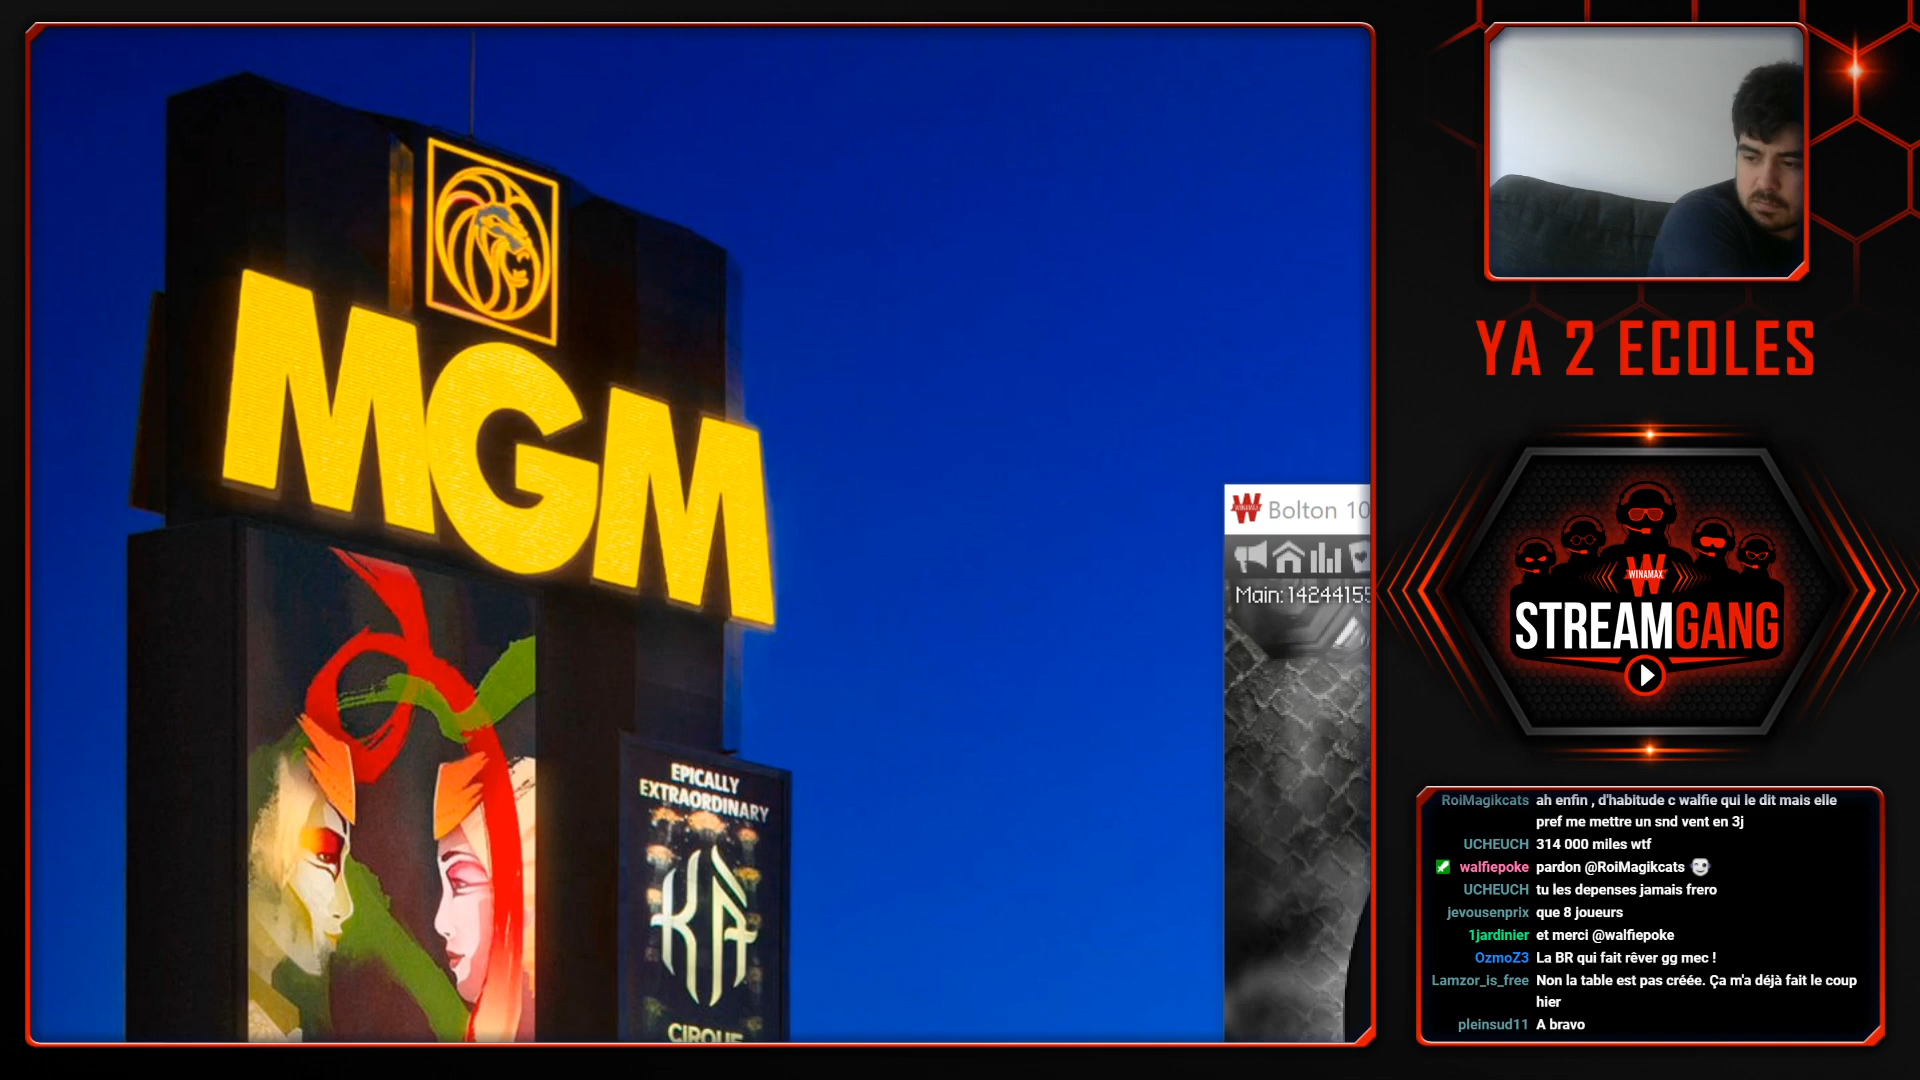 MGM
EPICALLY
EXTRAORDINARY
KÀ
CIRQUE
WINAMAX
Bolton 10
Main:14244155
YA 2 ECOLES
W
WINAMAX
STREAMGANG
RoiMagikcats ah enfin , d'habitude c walfie qui le dit mais elle
pref me mettre un snd vent en 3j
UCHEUCH 314 000 miles wtf
walfiepoke pardon @RoiMagikcats
UCHEUCH tu les depenses jamais frero
jevousenprix que 8 joueurs
1jardinier et merci @walfiepoke
OzmoZ3 La BR qui fait rêver gg mec !
Lamzor_is_free Non la table est pas créée. Ça m'a déjà fait le coup
hier
pleinsud11 A bravo